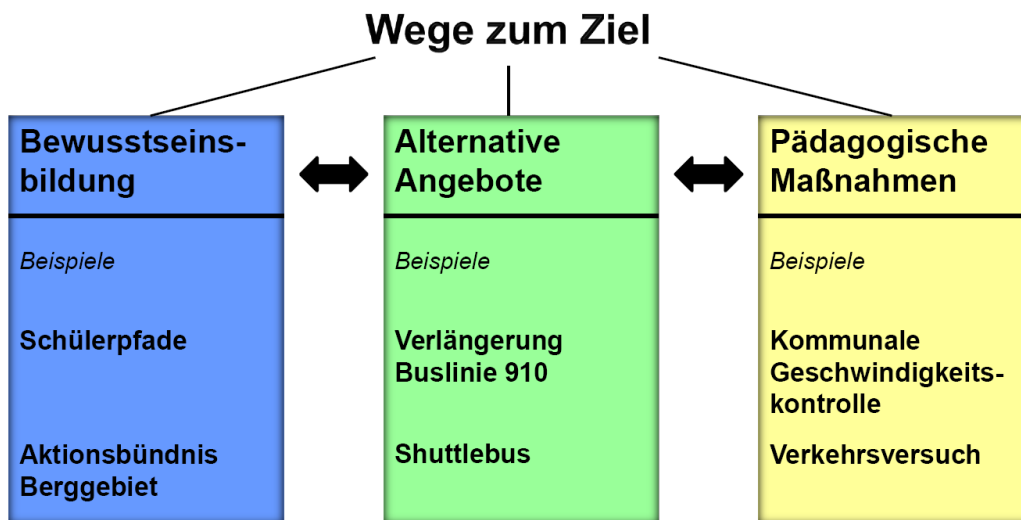 Wege zum Ziel
Bewusstseins-
bildung
Beispiele
Schülerpfade
Aktionsbündnis
Berggebiet
Alternative
Angebote
Beispiele
Verlängerung
Buslinie 910
Shuttlebus
Pädagogische
Maßnahmen
Beispiele
Kommunale
Geschwindigkeits-
kontrolle
Verkehrsversuch